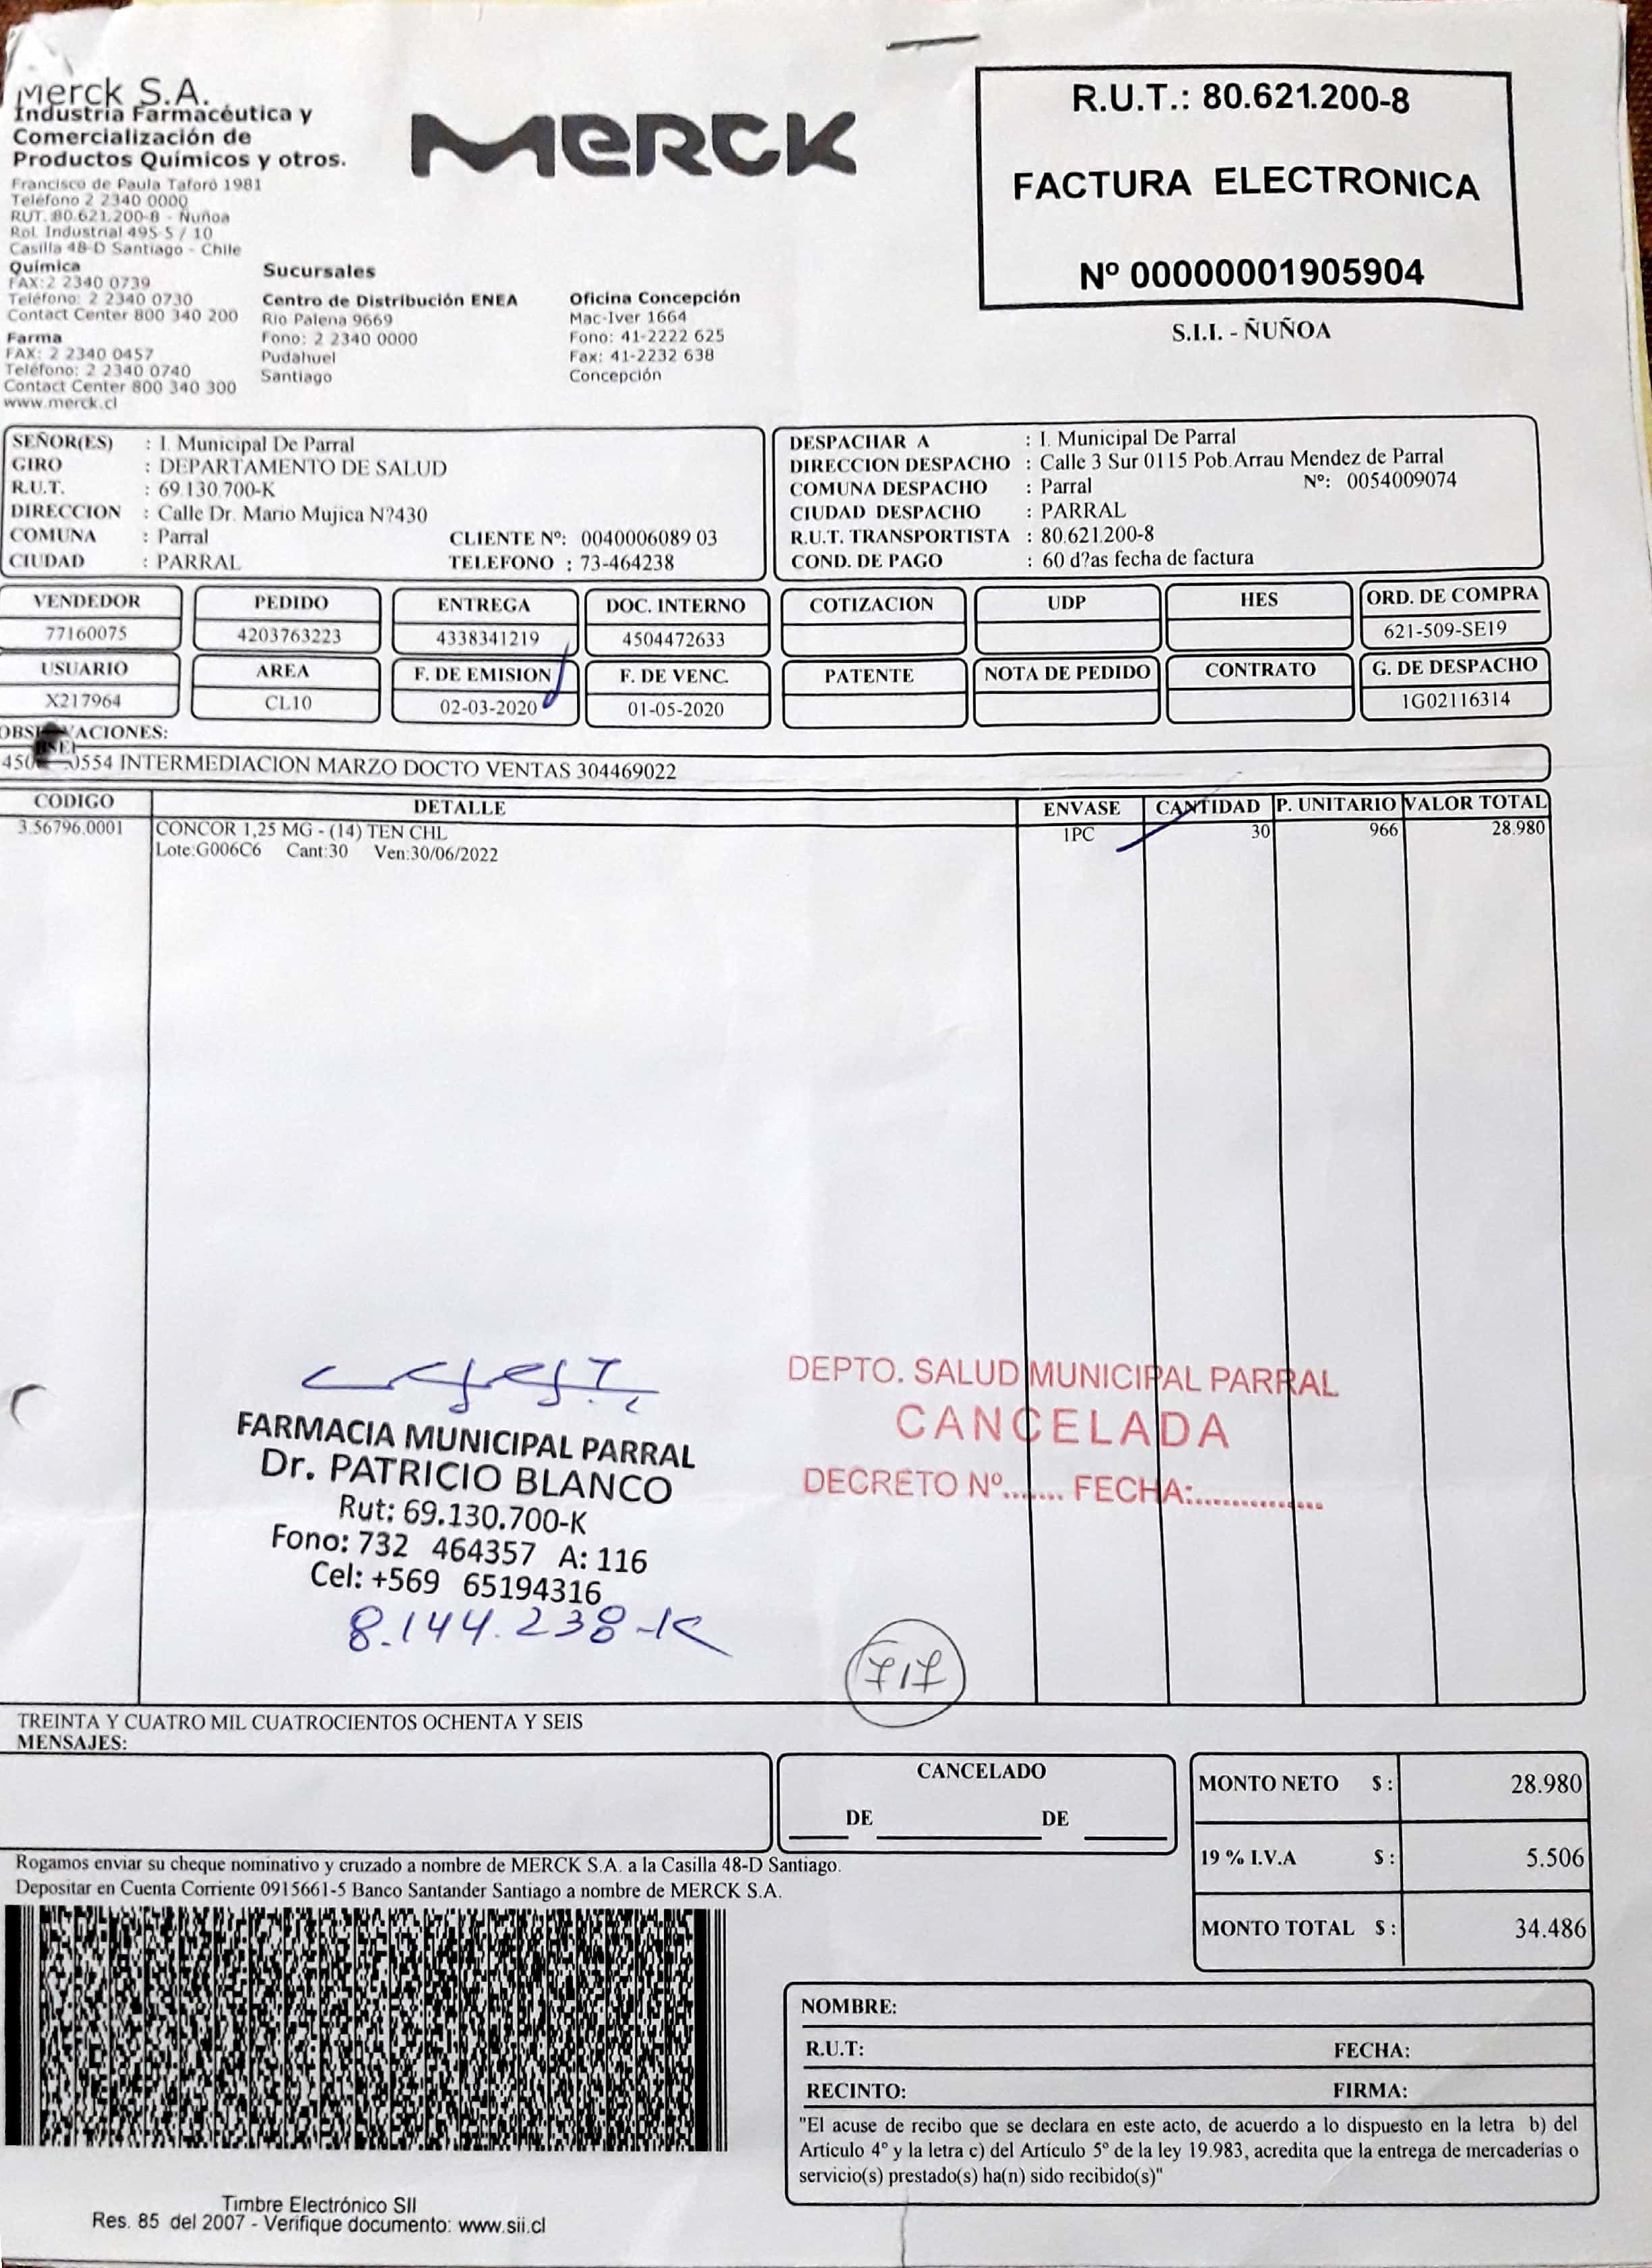 Merck S.A.
Industria Farmacéutica y
Comercialización de
Productos Químicos y otros.
Francisco de Paula Taforó 1981
Teléfono 2 2340 0000
RUT. 80.621.200-8 - Ñuñoa
Rol. Industrial 495-5 / 10
Casilla 48-D Santiago - Chile
Química
FAX:2 2340 0739
Teléfono: 2 2340 0730
Contact Center 800 340 200
Farma
FAX: 2 2340 0457
Teléfono: 2 2340 0740
Contact Center 800 340 300
www.merck.cl
MERCK
Sucursales
Centro de Distribución ENEA
Río Palena 9669
Fono: 2 2340 0000
Pudahuel
Santiago
Oficina Concepción
Mac-Iver 1664
Fono: 41-2222 625
Fax: 41-2232 638
Concepción
R.U.T.: 80.621.200-8
FACTURA ELECTRONICA
Nº 00000001905904
S.I.I. - ÑUÑOA
SEÑOR(ES) : I. Municipal De Parral
GIRO : DEPARTAMENTO DE SALUD
R.U.T. : 69.130.700-K
DIRECCION : Calle Dr. Mario Mujica N?430
COMUNA : Parral CLIENTE Nº: 0040006089 03
CIUDAD : PARRAL TELEFONO : 73-464238
DESPACHAR A : I. Municipal De Parral
DIRECCION DESPACHO : Calle 3 Sur 0115 Pob.Arrau Mendez de Parral
COMUNA DESPACHO : Parral Nº: 0054009074
CIUDAD DESPACHO : PARRAL
R.U.T. TRANSPORTISTA : 80.621.200-8
COND. DE PAGO : 60 d?as fecha de factura
VENDEDOR PEDIDO ENTREGA DOC. INTERNO COTIZACION UDP HES ORD. DE COMPRA
77160075 4203763223 4338341219 4504472633 621-509-SE19
USUARIO AREA F. DE EMISION F. DE VENC. PATENTE NOTA DE PEDIDO CONTRATO G. DE DESPACHO
X217964 CL10 02-03-2020 01-05-2020 1G02116314
INTERMEDIACION MARZO DOCTO VENTAS 304469022
CODIGO DETALLE ENVASE CANTIDAD P. UNITARIO VALOR TOTAL
3.56796.0001 CONCOR 1,25 MG - (14) TEN CHL 1PC 30 966 28.980
Lote:G006C6 Cant:30 Ven:30/06/2022
FARMACIA MUNICIPAL PARRAL
Dr. PATRICIO BLANCO
Rut: 69.130.700-K
Fono: 732 464357 A: 116
Cel: +569 65194316
8.144.238-K
DEPTO. SALUD MUNICIPAL PARRAL
CANCELADA
DECRETO Nº....... FECHA:...............
717
TREINTA Y CUATRO MIL CUATROCIENTOS OCHENTA Y SEIS
MENSAJES:
CANCELADO
DE DE
MONTO NETO $ : 28.980
19 % I.V.A $ : 5.506
MONTO TOTAL $ : 34.486
Rogamos enviar su cheque nominativo y cruzado a nombre de MERCK S.A. a la Casilla 48-D Santiago.
Depositar en Cuenta Corriente 0915661-5 Banco Santander Santiago a nombre de MERCK S.A.
NOMBRE:
R.U.T: FECHA:
RECINTO: FIRMA:
"El acuse de recibo que se declara en este acto, de acuerdo a lo dispuesto en la letra b) del
Artículo 4º y la letra c) del Artículo 5º de la ley 19.983, acredita que la entrega de mercaderías o
servicio(s) prestado(s) ha(n) sido recibido(s)"
Timbre Electrónico SII
Res. 85 del 2007 - Verifique documento: www.sii.cl